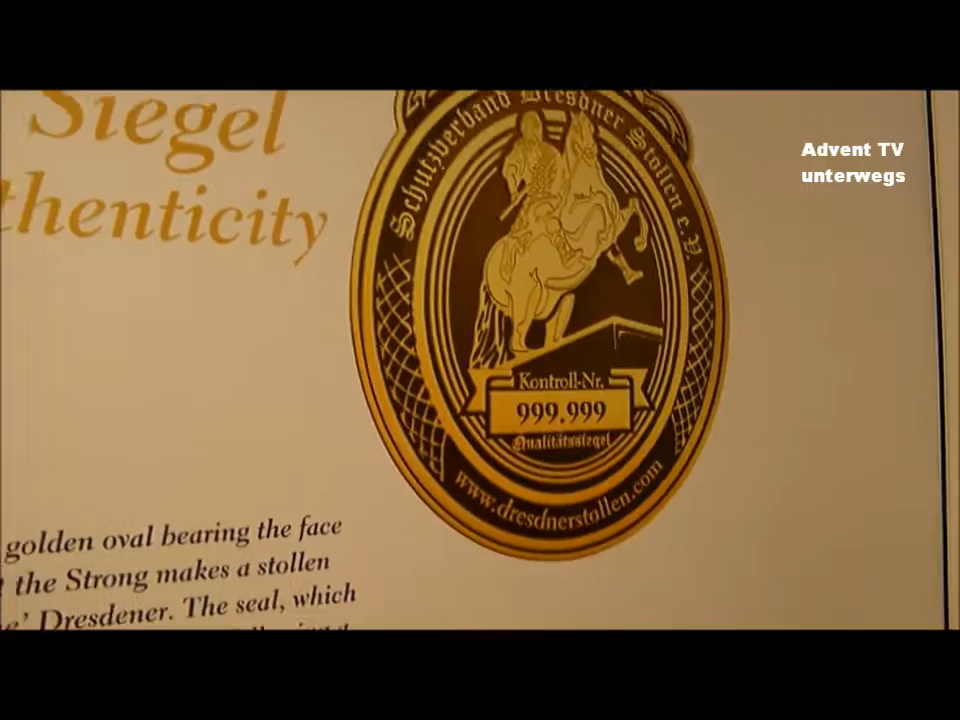 Siegel
thenticity
Advent TV
unterwegs
Schutzverband Dresdner Stollen e.V.
Kontroll-Nr.
999.999
Qualitätssiegel
www.dresdnerstollen.com
golden oval bearing the face
the Strong makes a stollen
e' Dresdener. The seal, which